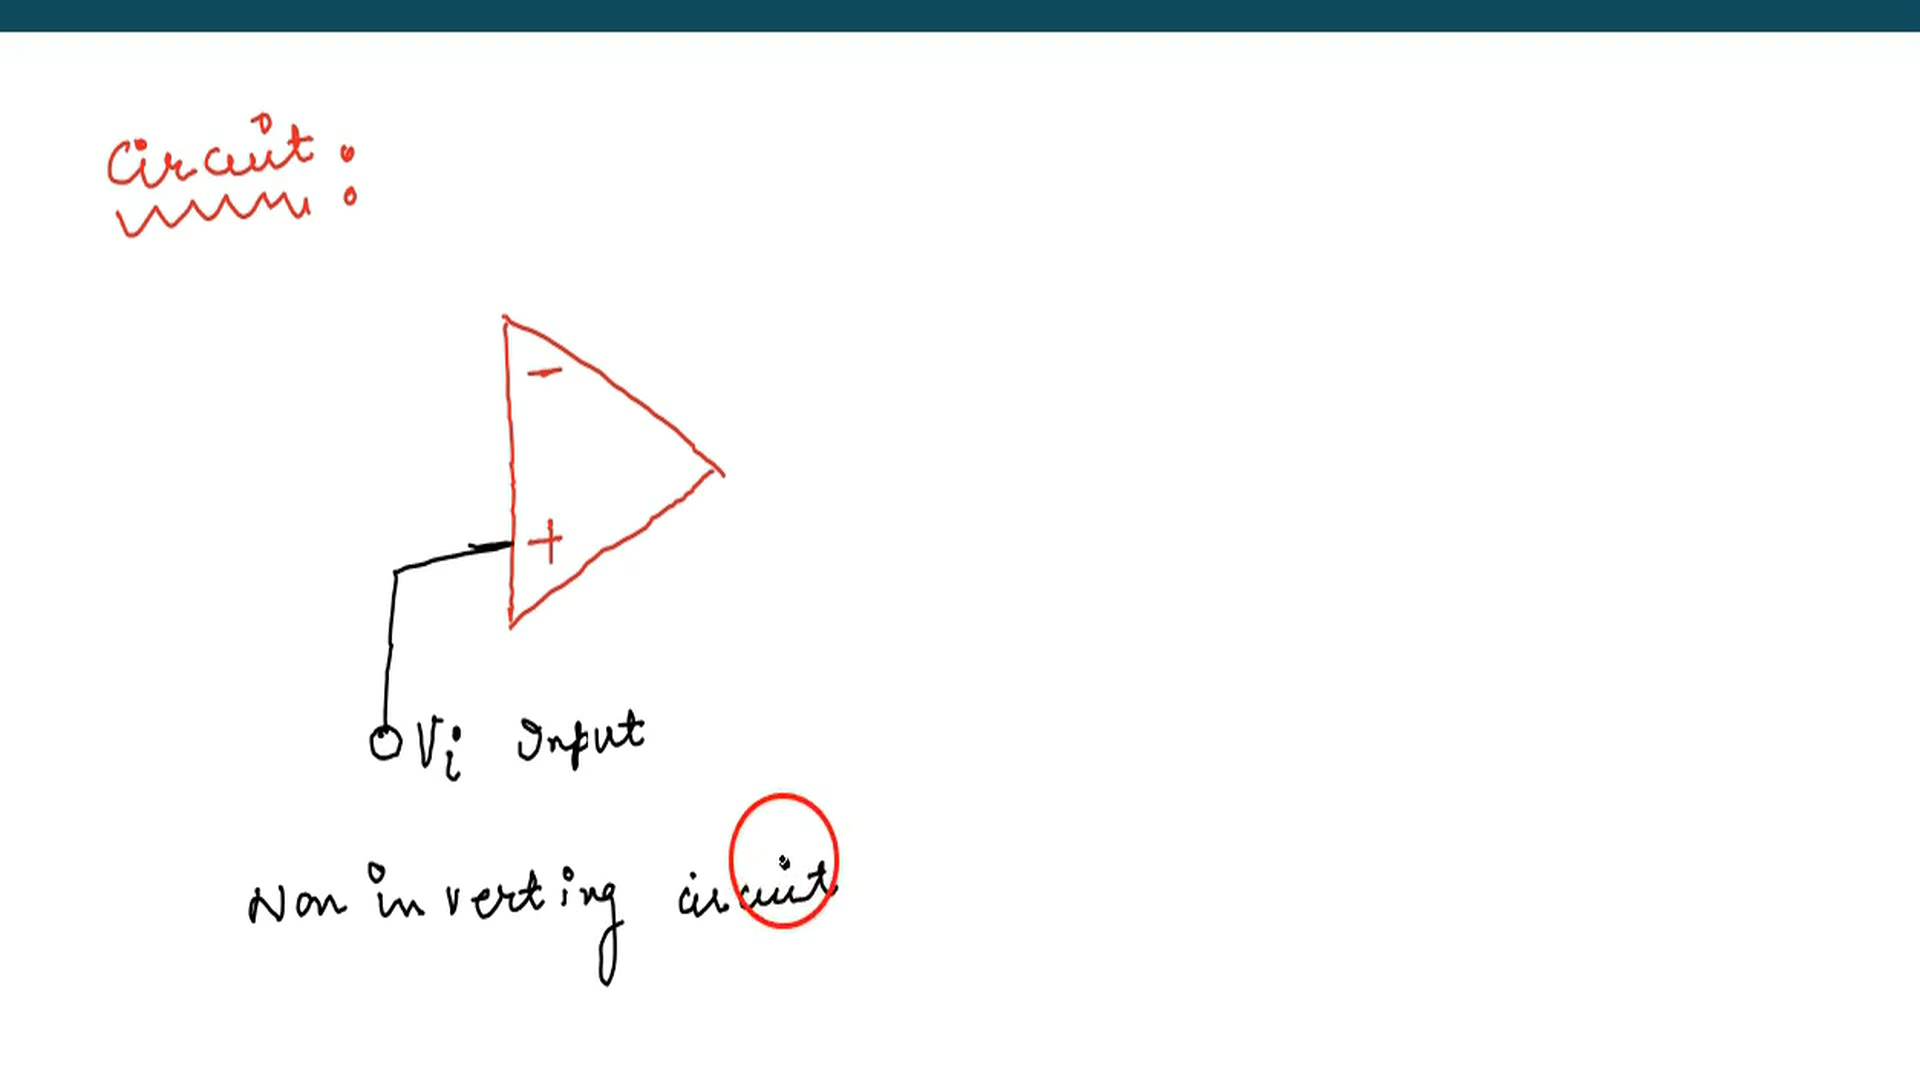 Circuit :
-
+
Vi Input
Non inverting circuit